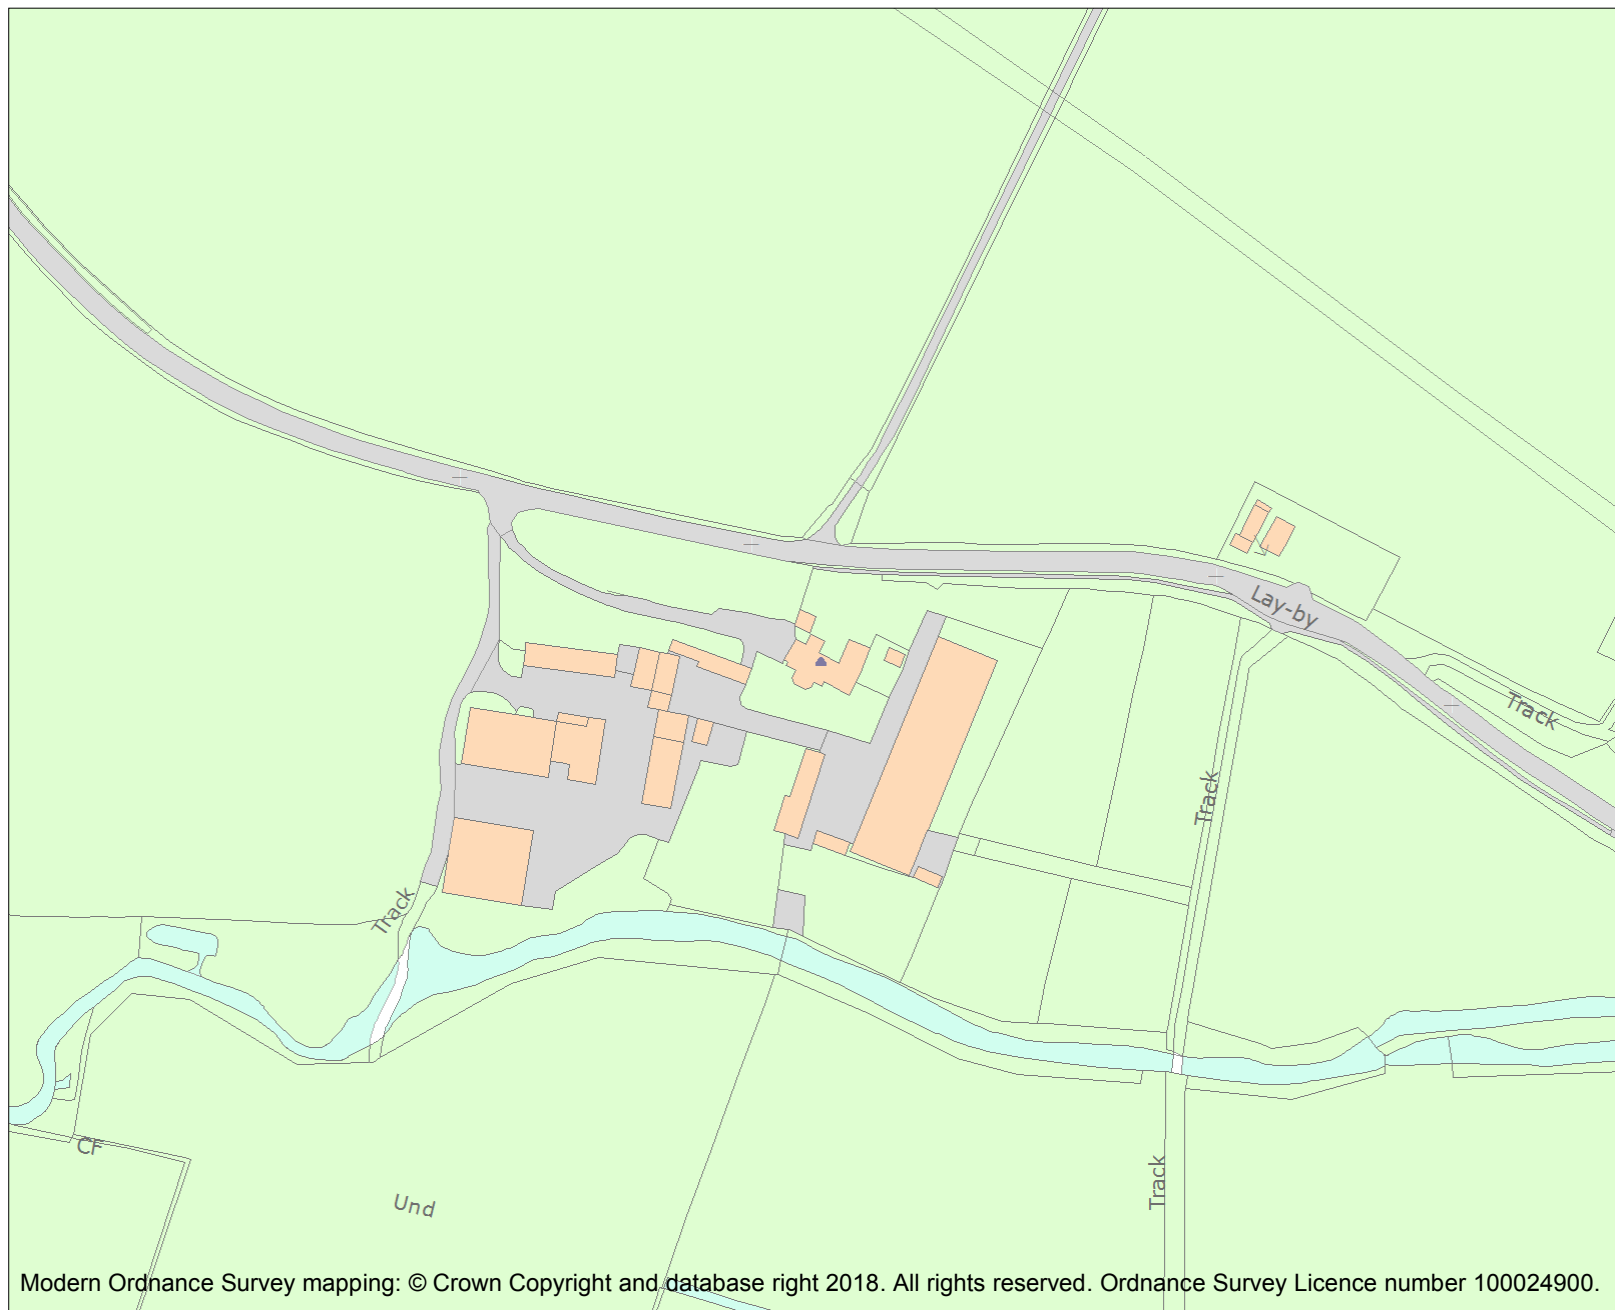 Lay-by
Track
Track
Track
CF
Track
Und
Modern Ordnance Survey mapping: © Crown Copyright and database right 2018. All rights reserved. Ordnance Survey Licence number 100024900.